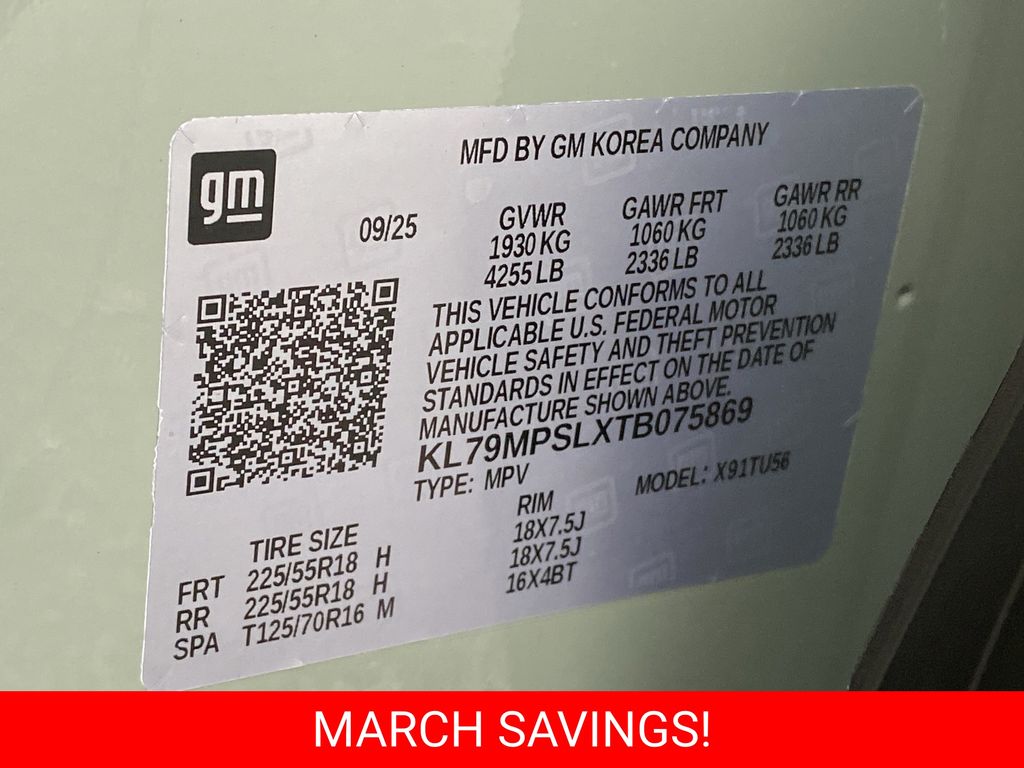 gm
MFD BY GM KOREA COMPANY
09/25
GVWR
1930 KG
4255 LB
GAWR FRT
1060 KG
2336 LB
GAWR RR
1060 KG
2336 LB
THIS VEHICLE CONFORMS TO ALL
APPLICABLE U.S. FEDERAL MOTOR
VEHICLE SAFETY AND THEFT PREVENTION
STANDARDS IN EFFECT ON THE DATE OF
MANUFACTURE SHOWN ABOVE.
KL79MPSLXTB075869
TYPE: MPV
MODEL: X91TU56
TIRE SIZE
RIM
FRT 225/55R18 H 18X7.5J
RR 225/55R18 H 18X7.5J
SPA T125/70R16 M 16X4BT
MARCH SAVINGS!